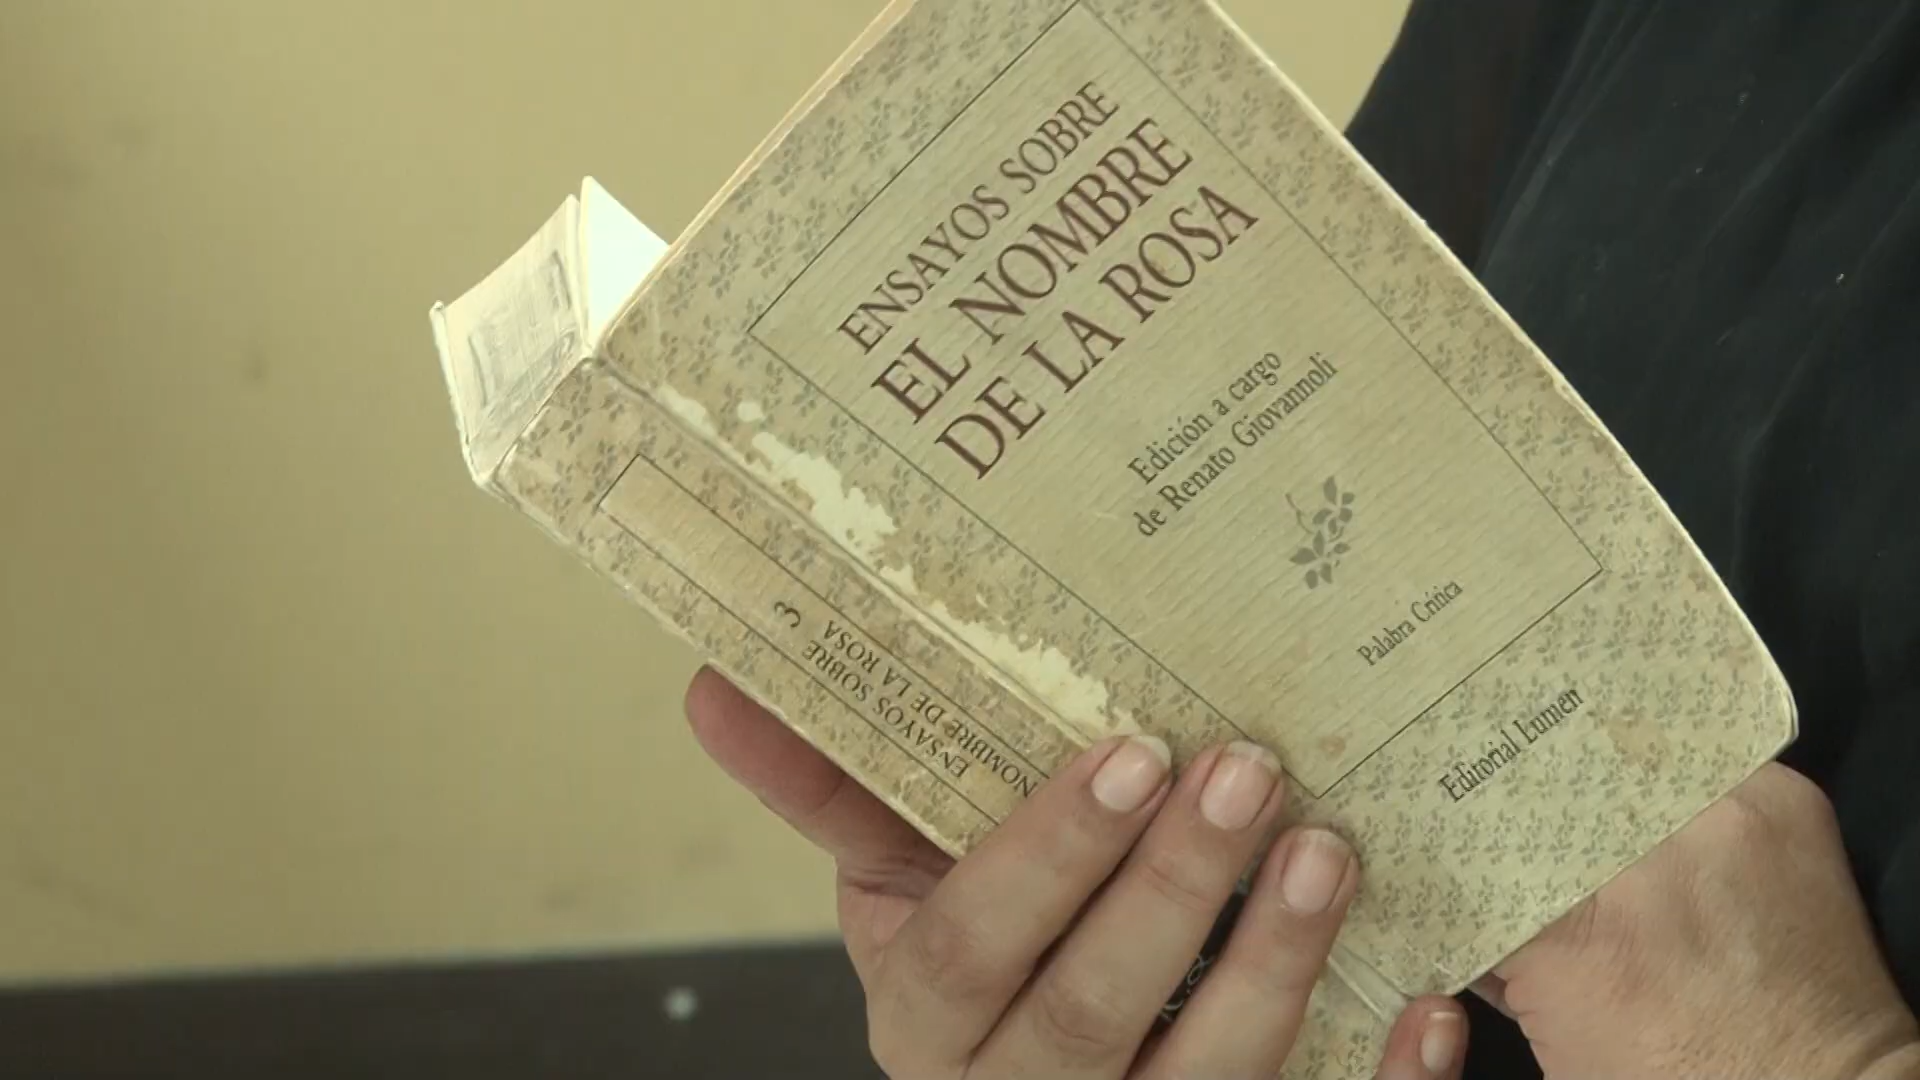 ENSAYOS SOBRE
EL NOMBRE
DE LA ROSA
Edición a cargo
de Renato Giovannoli
Palabra Crítica
Editorial Lumen
3
ENSAYOS SOBRE
NOMBRE DE LA ROSA